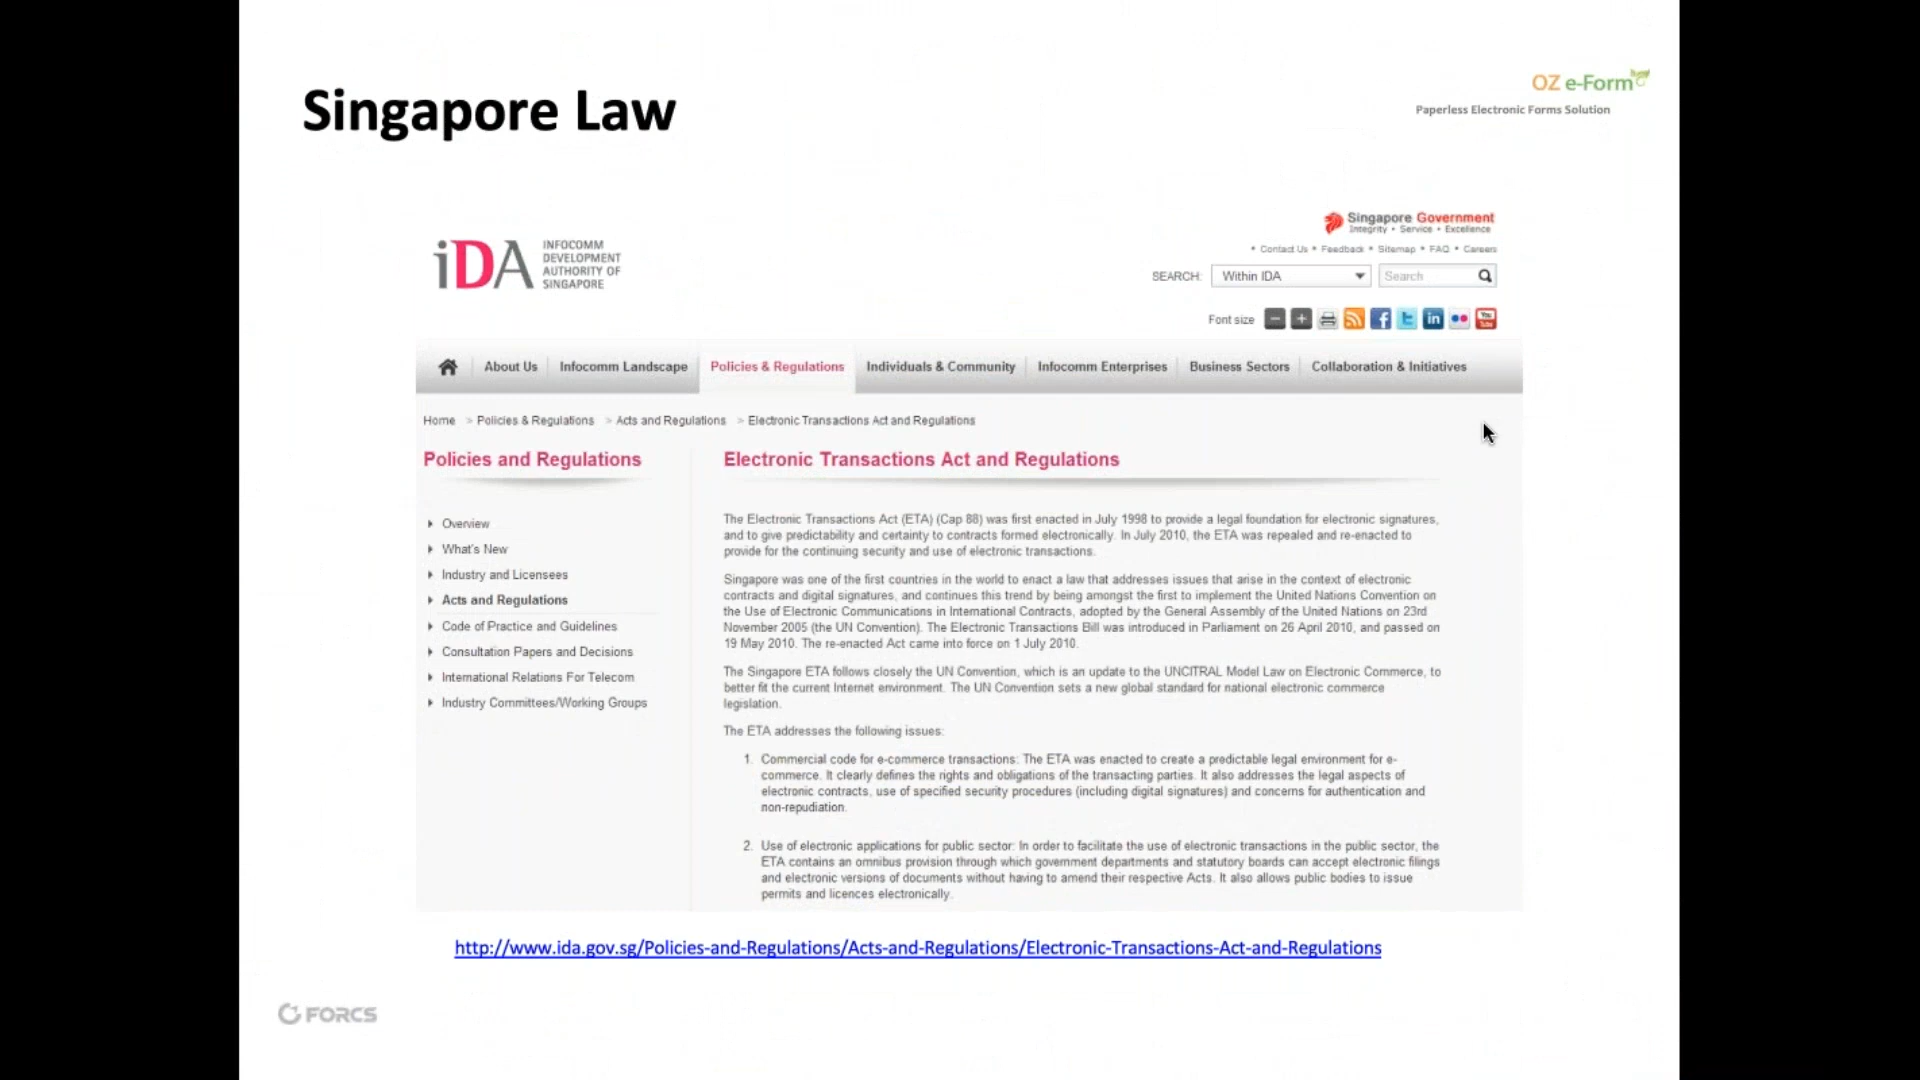 Singapore Law
OZ e-Form
Paperless Electronic Forms Solution
iDA INFOCOMM
DEVELOPMENT
AUTHORITY OF
SINGAPORE
Singapore Government
Integrity • Service • Excellence
• Contact Us • Feedback • Sitemap • FAQ • Careers
SEARCH: Within IDA Search
Font size
About Us Infocomm Landscape Policies & Regulations Individuals & Community Infocomm Enterprises Business Sectors Collaboration & Initiatives
Home > Policies & Regulations > Acts and Regulations > Electronic Transactions Act and Regulations
Policies and Regulations
Overview
What's New
Industry and Licensees
Acts and Regulations
Code of Practice and Guidelines
Consultation Papers and Decisions
International Relations For Telecom
Industry Committees/Working Groups
Electronic Transactions Act and Regulations
The Electronic Transactions Act (ETA) (Cap 88) was first enacted in July 1998 to provide a legal foundation for electronic signatures,
and to give predictability and certainty to contracts formed electronically. In July 2010, the ETA was repealed and re-enacted to
provide for the continuing security and use of electronic transactions.
Singapore was one of the first countries in the world to enact a law that addresses issues that arise in the context of electronic
contracts and digital signatures, and continues this trend by being amongst the first to implement the United Nations Convention on
the Use of Electronic Communications in International Contracts, adopted by the General Assembly of the United Nations on 23rd
November 2005 (the UN Convention). The Electronic Transactions Bill was introduced in Parliament on 26 April 2010, and passed on
19 May 2010. The re-enacted Act came into force on 1 July 2010.
The Singapore ETA follows closely the UN Convention, which is an update to the UNCITRAL Model Law on Electronic Commerce, to
better fit the current Internet environment. The UN Convention sets a new global standard for national electronic commerce
legislation.
The ETA addresses the following issues:
1. Commercial code for e-commerce transactions: The ETA was enacted to create a predictable legal environment for e-
commerce. It clearly defines the rights and obligations of the transacting parties. It also addresses the legal aspects of
electronic contracts, use of specified security procedures (including digital signatures) and concerns for authentication and
non-repudiation.
2. Use of electronic applications for public sector: In order to facilitate the use of electronic transactions in the public sector, the
ETA contains an omnibus provision through which government departments and statutory boards can accept electronic filings
and electronic versions of documents without having to amend their respective Acts. It also allows public bodies to issue
permits and licences electronically.
http://www.ida.gov.sg/Policies-and-Regulations/Acts-and-Regulations/Electronic-Transactions-Act-and-Regulations
FORCS